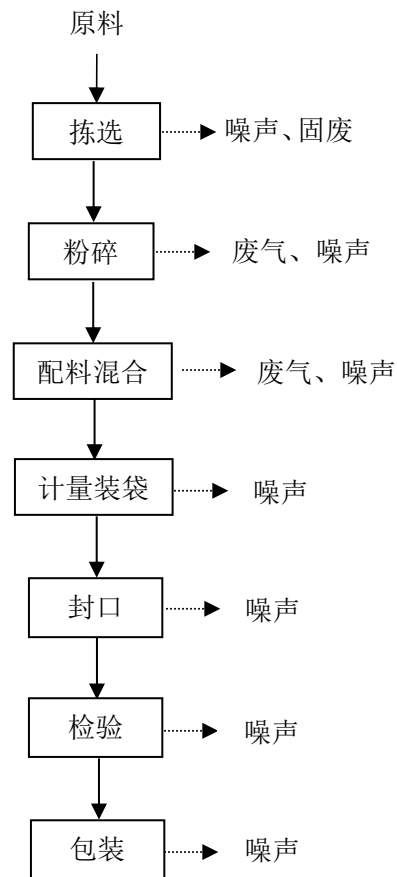 原料
拣选 噪声、固废
粉碎 废气、噪声
配料混合 废气、噪声
计量装袋 噪声
封口 噪声
检验 噪声
包装 噪声